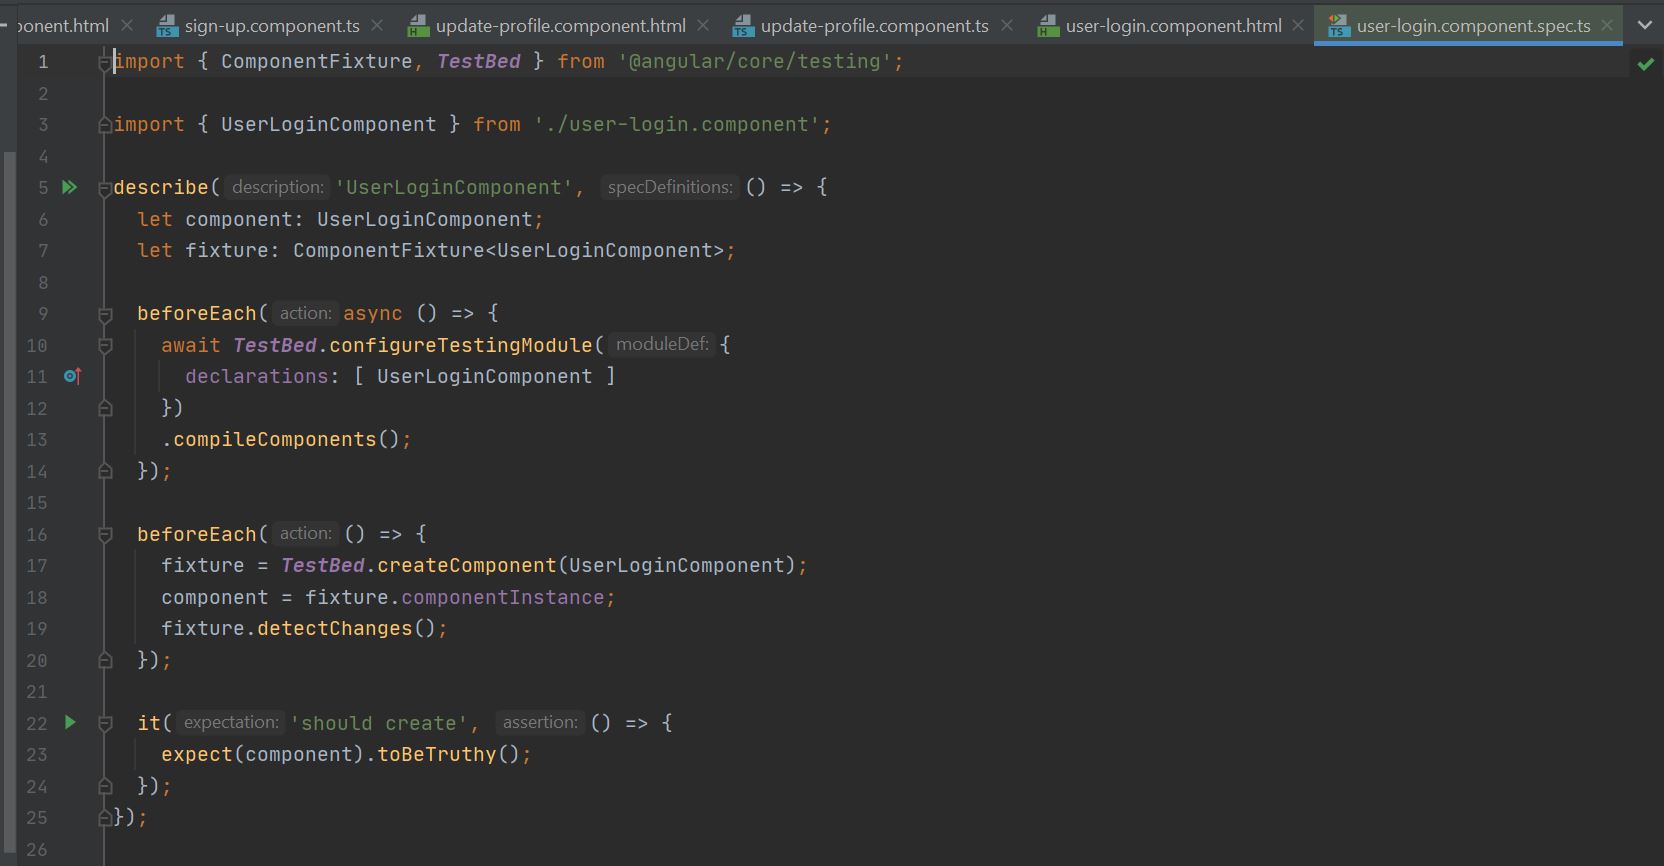 ponent.html sign-up.component.ts update-profile.component.html update-profile.component.ts user-login.component.html user-login.component.spec.ts
1 import { ComponentFixture, TestBed } from '@angular/core/testing';
2
3 import { UserLoginComponent } from './user-login.component';
4
5 describe( description: 'UserLoginComponent', specDefinitions: () => {
6 let component: UserLoginComponent;
7 let fixture: ComponentFixture<UserLoginComponent>;
8
9 beforeEach( action: async () => {
10 await TestBed.configureTestingModule( moduleDef: {
11 declarations: [ UserLoginComponent ]
12 })
13 .compileComponents();
14 });
15
16 beforeEach( action: () => {
17 fixture = TestBed.createComponent(UserLoginComponent);
18 component = fixture.componentInstance;
19 fixture.detectChanges();
20 });
21
22 it( expectation: 'should create', assertion: () => {
23 expect(component).toBeTruthy();
24 });
25 });
26